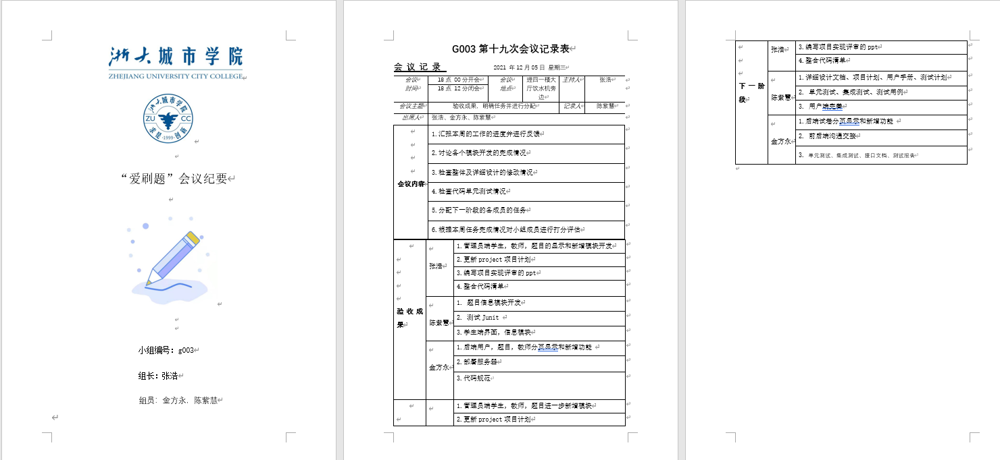 浙大城市学院
ZHEJIANG UNIVERSITY CITY COLLEGE
浙大城市学院
ZU CC
求是 创新
·1999·
“爱刷题”会议纪要
小组编号：g003
组长：张浩
组员：金方永，陈紫慧
G003 第十九次会议记录表
会议记录
2021 年 12 月 05 日 星期三
会议时间
18 点 00 分开会
18 点 12 分闭会
会议地点
理四一楼大厅饮水机旁边
主持人
张浩
会议主题
验收成果，明确任务并进行分配
记录人
陈紫慧
出席人
张浩、金方永、陈紫慧
会议内容
1.汇报本周的工作的进度并进行反馈
2.讨论各个模块开发的完成情况
3.检查整体及详细设计的修改情况
4.检查代码单元测试情况
5.分配下一阶段的各成员的任务
6.根据本周任务完成情况对小组成员进行打分评估
验收成果
张浩
1.管理员端学生，教师，题目的显示和新增模块开发
2.更新 project 项目计划
3.编写项目实现评审的 ppt
4.整合代码清单
陈紫慧
1. 题目信息模块开发
2. 测试 Junit
3.学生端界面，信息模块
金方永
1.后端用户，题目，教师分页显示和新增功能
2.部署服务器
3.代码规范
1.管理员端学生，教师，题目进一步新增模块
2.更新 project 项目计划
下一阶段
张浩
3.编写项目实现评审的 ppt
4.整合代码清单
陈紫慧
1.详细设计文档、项目计划、用户手册、测试计划
2. 单元测试、集成测试、测试用例
3. 用户端完善
金方永
1.后端试卷分页显示和新增功能
2. 前后端沟通交接
3. 单元测试、集成测试、接口文档、测试报告